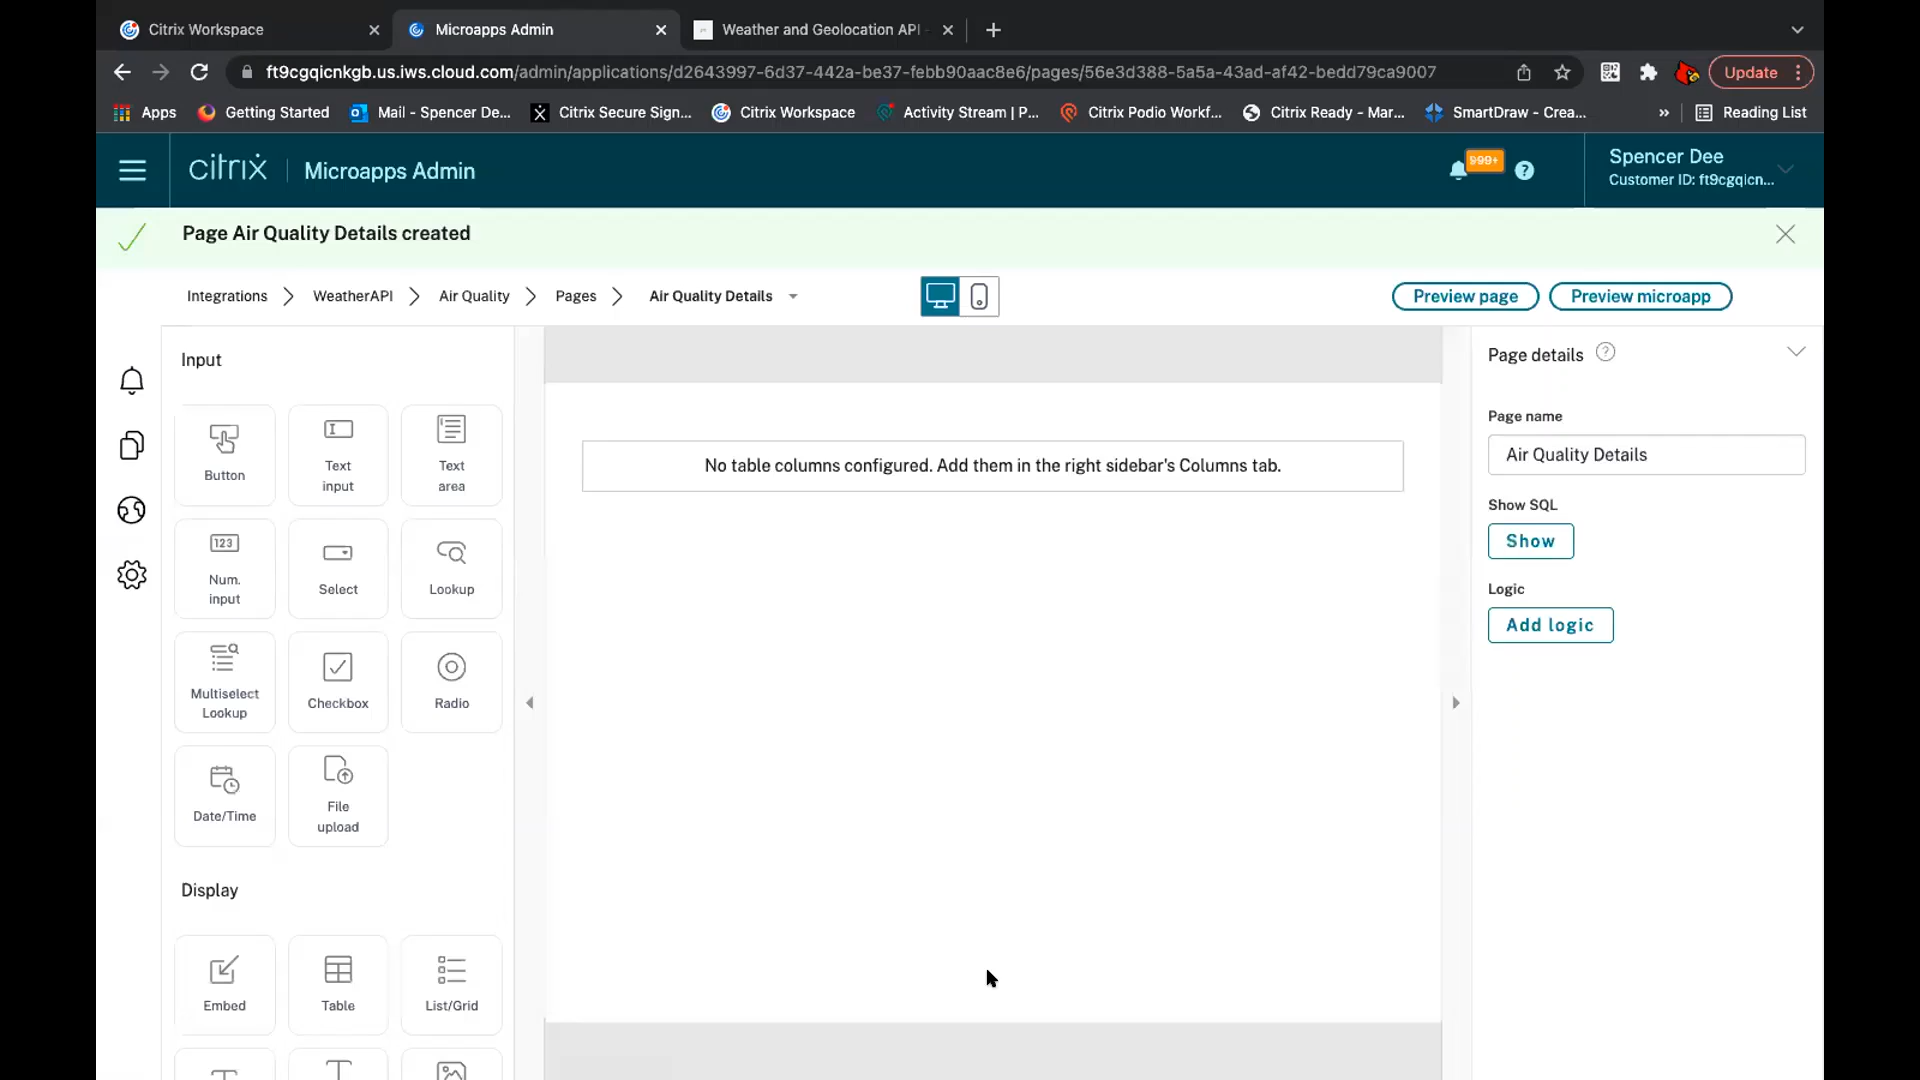 Citrix Workspace
Microapps Admin
Weather and Geolocation API
ft9cgqicnkgb.us.iws.cloud.com/admin/applications/d2643997-6d37-442a-be37-febb90aac8e6/pages/56e3d388-5a5a-43ad-af42-bedd79ca9007
Update
Apps
Getting Started
Mail - Spencer De...
Citrix Secure Sign...
Citrix Workspace
Activity Stream | P...
Citrix Podio Workf...
Citrix Ready - Mar...
SmartDraw - Crea...
»
Reading List
citrix
Microapps Admin
999+
?
Spencer Dee
Customer ID: ft9cgqicn...
Page Air Quality Details created
Integrations
WeatherAPI
Air Quality
Pages
Air Quality Details
Preview page
Preview microapp
Input
Button
Text
input
Text
area
123
Num.
input
Select
Lookup
Multiselect
Lookup
Checkbox
Radio
Date/Time
File
upload
Display
Embed
Table
List/Grid
No table columns configured. Add them in the right sidebar's Columns tab.
Page details
?
Page name
Air Quality Details
Show SQL
Show
Logic
Add logic